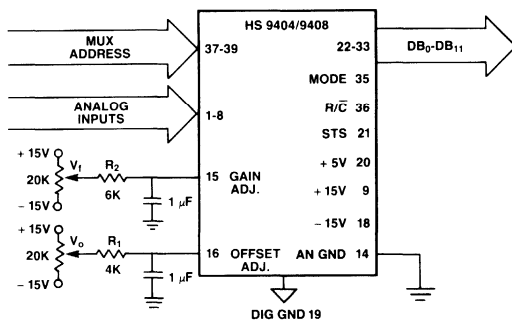 HS 9404/9408
MUX ADDRESS
37-39
22-33
DB0-DB11
MODE 35
ANALOG INPUTS
1-8
R/C̅ 36
STS 21
+5V 20
+15V 9
-15V 18
AN GND 14
+15V
Vf
R2
20K
6K
-15V
1 µF
15 GAIN ADJ.
+15V
Vo
R1
20K
4K
-15V
1 µF
16 OFFSET ADJ.
DIG GND 19